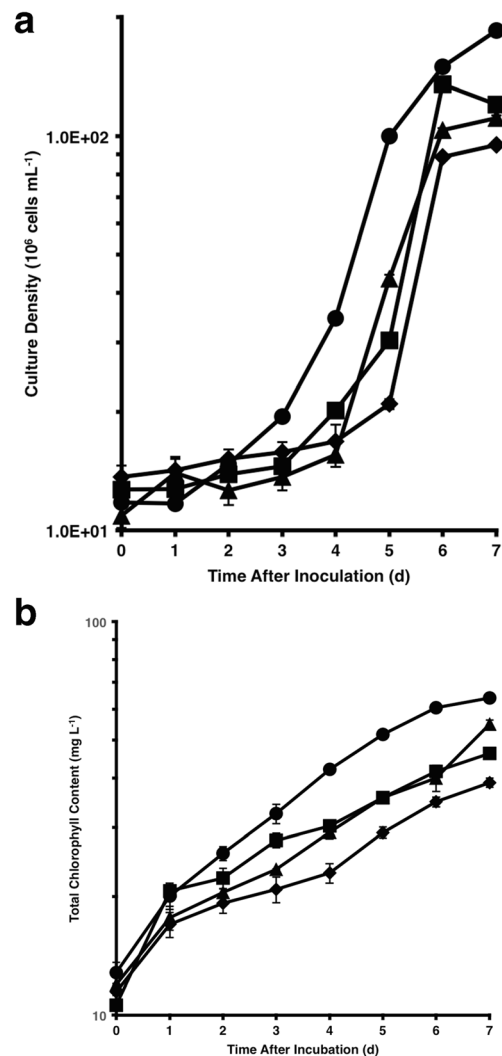 a
Culture Density (10⁶ cells mL⁻¹)
1.0E+02
1.0E+01
0 1 2 3 4 5 6 7
Time After Inoculation (d)
b
Total Chlorophyll Content (mg L⁻¹)
100
10
0 1 2 3 4 5 6 7
Time After Incubation (d)